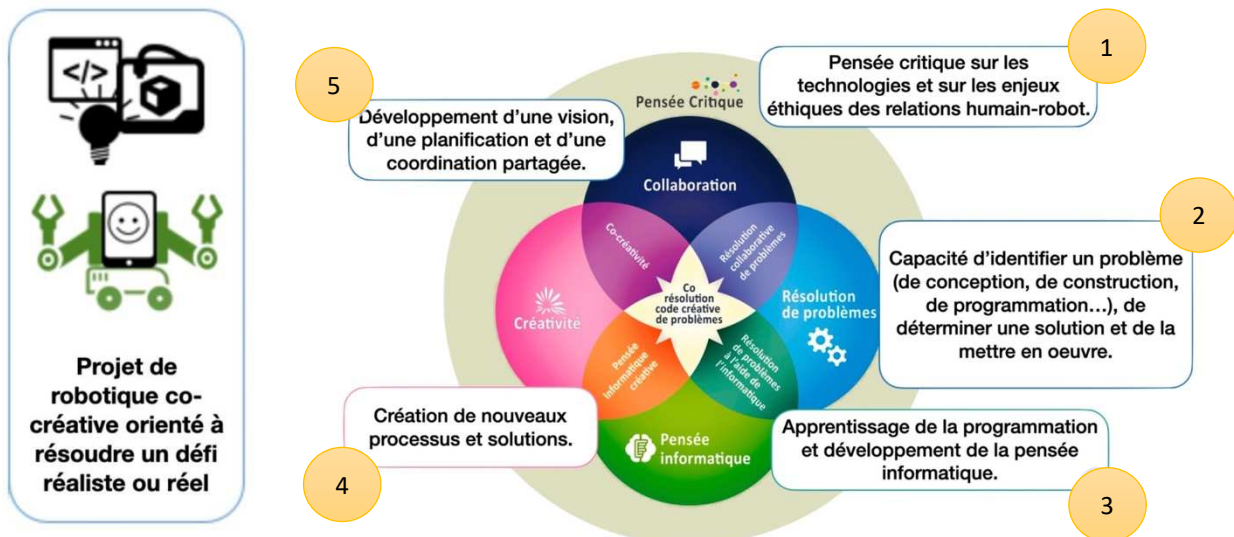 </>
Projet de
robotique co-
créative orienté à
résoudre un défi
réaliste ou réel
1
Pensée critique sur les
technologies et sur les enjeux
éthiques des relations humain-robot.
5
Développement d'une vision,
d'une planification et d'une
coordination partagée.
Pensée Critique
Collaboration
2
Capacité d'identifier un problème
(de conception, de construction,
de programmation...), de
déterminer une solution et de la
mettre en oeuvre.
Co-créativité
Résolution
collaborative
de problèmes
Créativité
Co
résolution
code créative
de problèmes
Résolution
de problèmes
Pensée
informatique
créative
Résolution
de problèmes
à l'aide de
l'informatique
Création de nouveaux
processus et solutions.
4
Pensée
informatique
Apprentissage de la programmation
et développement de la pensée
informatique.
3